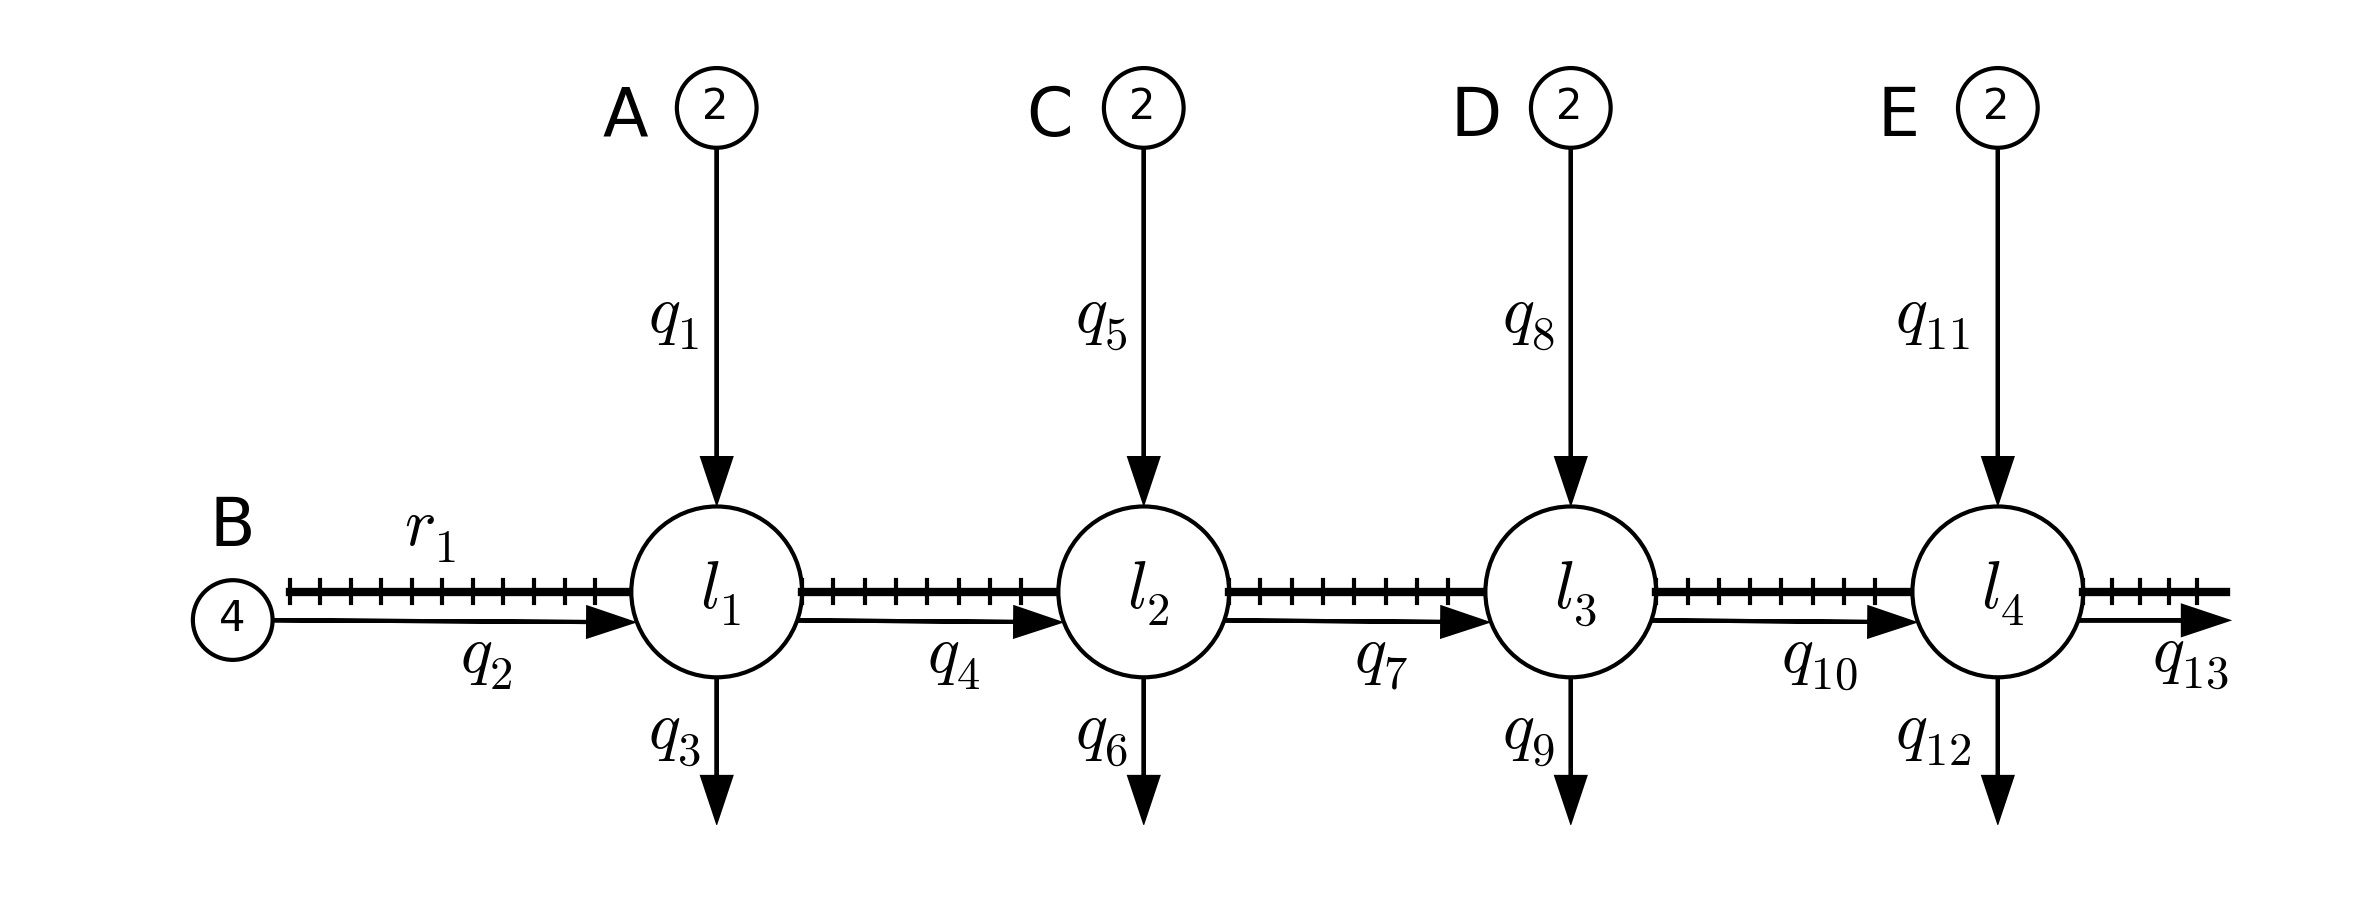 A 2 C 2 D 2 E 2
q₁ q₅ q₈ q₁₁
B r₁
4 l₁ l₂ l₃ l₄
q₂ q₄ q₇ q₁₀ q₁₃
q₃ q₆ q₉ q₁₂